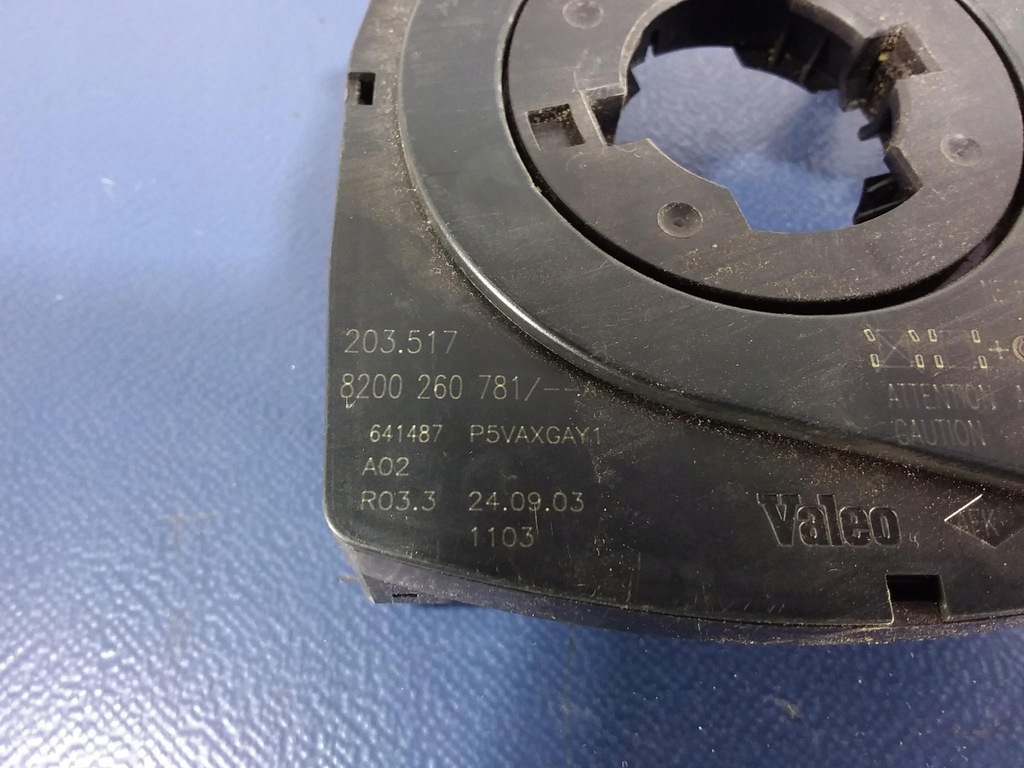 203.517
8200 260 781/--
641487 P5VAXGAY1
A02
R03.3 24.09.03
1103
ATTENTION
CAUTION
Valeo